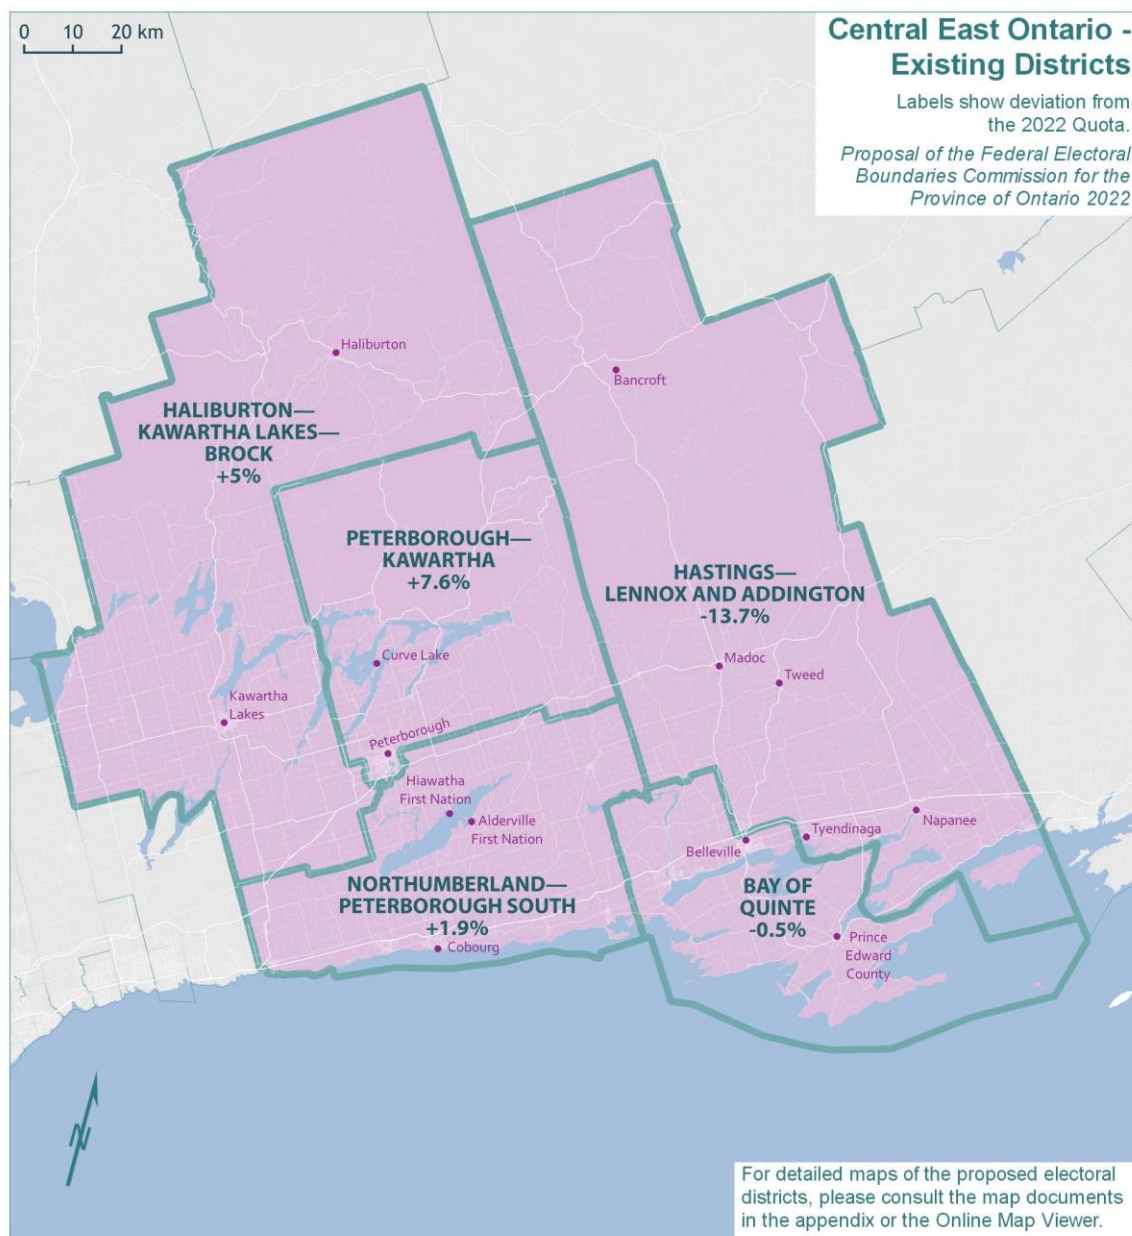 0 10 20 km
Central East Ontario -
Existing Districts
Labels show deviation from
the 2022 Quota.
Proposal of the Federal Electoral
Boundaries Commission for the
Province of Ontario 2022
Haliburton
Bancroft
HALIBURTON—
KAWARTHA LAKES—
BROCK
+5%
PETERBOROUGH—
KAWARTHA
+7.6%
HASTINGS—
LENNOX AND ADDINGTON
-13.7%
Curve Lake
Madoc
Tweed
Kawartha
Lakes
Peterborough
Hiawatha
First Nation
Alderville
First Nation
Napanee
Tyendinaga
Belleville
NORTHUMBERLAND—
PETERBOROUGH SOUTH
+1.9%
BAY OF
QUINTE
-0.5%
Cobourg
Prince
Edward
County
N
For detailed maps of the proposed electoral
districts, please consult the map documents
in the appendix or the Online Map Viewer.